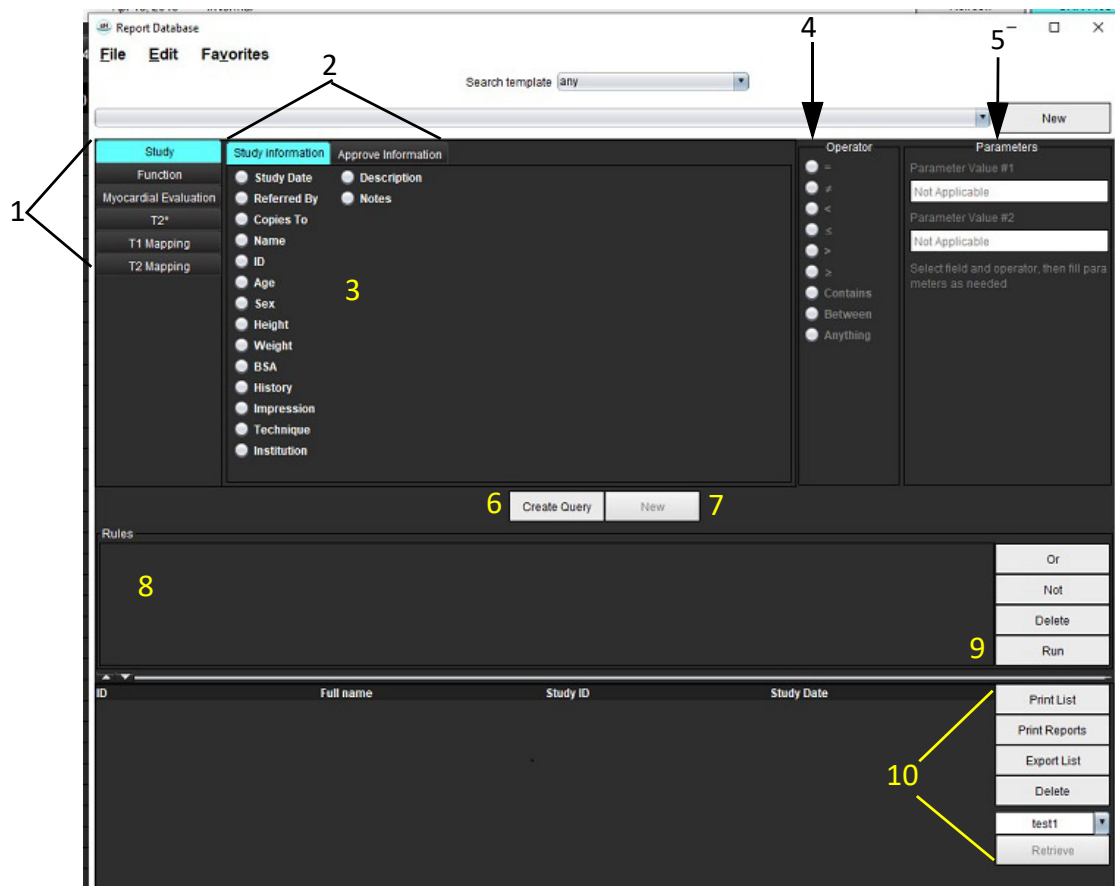 4
5
Report Database
File Edit Favorites
2
Search template any
New
1
Study
Function
Myocardial Evaluation
T2*
T1 Mapping
T2 Mapping
Study Information Approve Information
Study Date Description
Referred By Notes
Copies To
Name
ID
Age
Sex
Height
Weight
BSA
History
Impression
Technique
Institution
3
Operator
=
≠
<
≤
>
≥
Contains
Between
Anything
Parameters
Parameter Value #1
Not Applicable
Parameter Value #2
Not Applicable
Select field and operator, then fill para
meters as needed
6 Create Query New 7
Rules
8
Or
Not
Delete
9 Run
ID Full name Study ID Study Date
Print List
Print Reports
Export List
10
Delete
test1
Retrieve